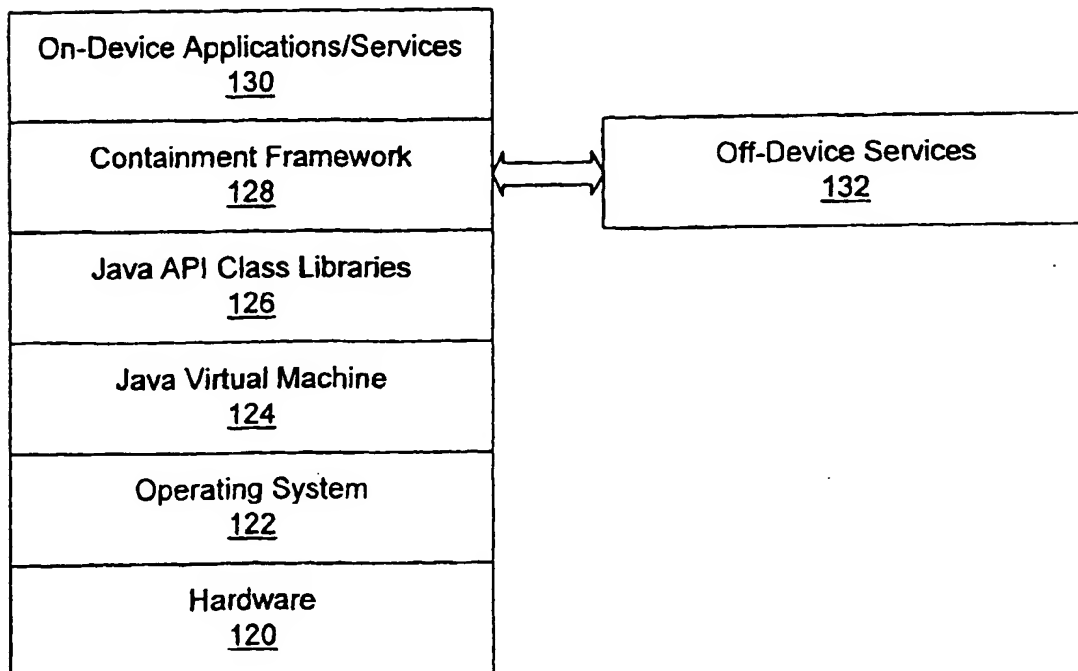 On-Device Applications/Services
130
Containment Framework
128
Off-Device Services
132
Java API Class Libraries
126
Java Virtual Machine
124
Operating System
122
Hardware
120